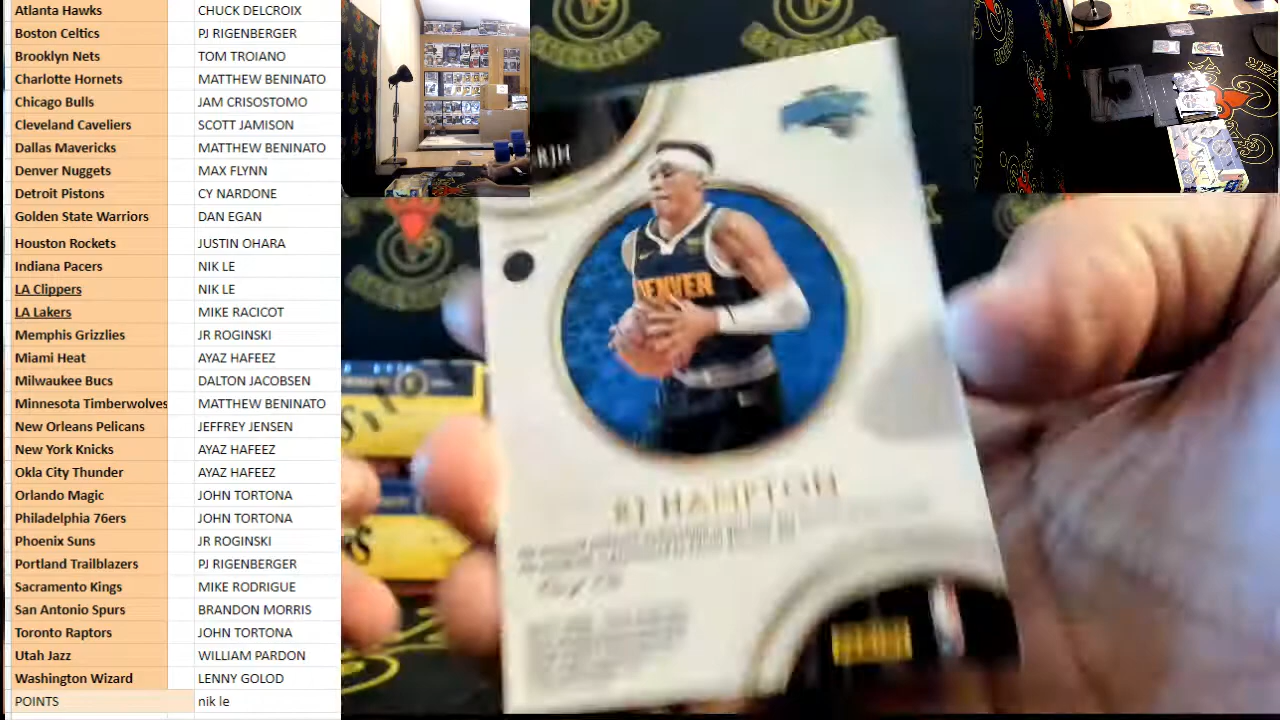 Atlanta Hawks CHUCK DELCROIX
Boston Celtics PJ RIGENBERGER
Brooklyn Nets TOM TROIANO
Charlotte Hornets MATTHEW BENINATO
Chicago Bulls JAM CRISOSTOMO
Cleveland Caveliers SCOTT JAMISON
Dallas Mavericks MATTHEW BENINATO
Denver Nuggets MAX FLYNN
Detroit Pistons CY NARDONE
Golden State Warriors DAN EGAN
Houston Rockets JUSTIN OHARA
Indiana Pacers NIK LE
LA Clippers NIK LE
LA Lakers MIKE RACICOT
Memphis Grizzlies JR ROGINSKI
Miami Heat AYAZ HAFEEZ
Milwaukee Bucs DALTON JACOBSEN
Minnesota Timberwolves MATTHEW BENINATO
New Orleans Pelicans JEFFREY JENSEN
New York Knicks AYAZ HAFEEZ
Okla City Thunder AYAZ HAFEEZ
Orlando Magic JOHN TORTONA
Philadelphia 76ers JOHN TORTONA
Phoenix Suns JR ROGINSKI
Portland Trailblazers PJ RIGENBERGER
Sacramento Kings MIKE RODRIGUE
San Antonio Spurs BRANDON MORRIS
Toronto Raptors JOHN TORTONA
Utah Jazz WILLIAM PARDON
Washington Wizard LENNY GOLOD
POINTS nik le
DENVER
RJ HAMPTON